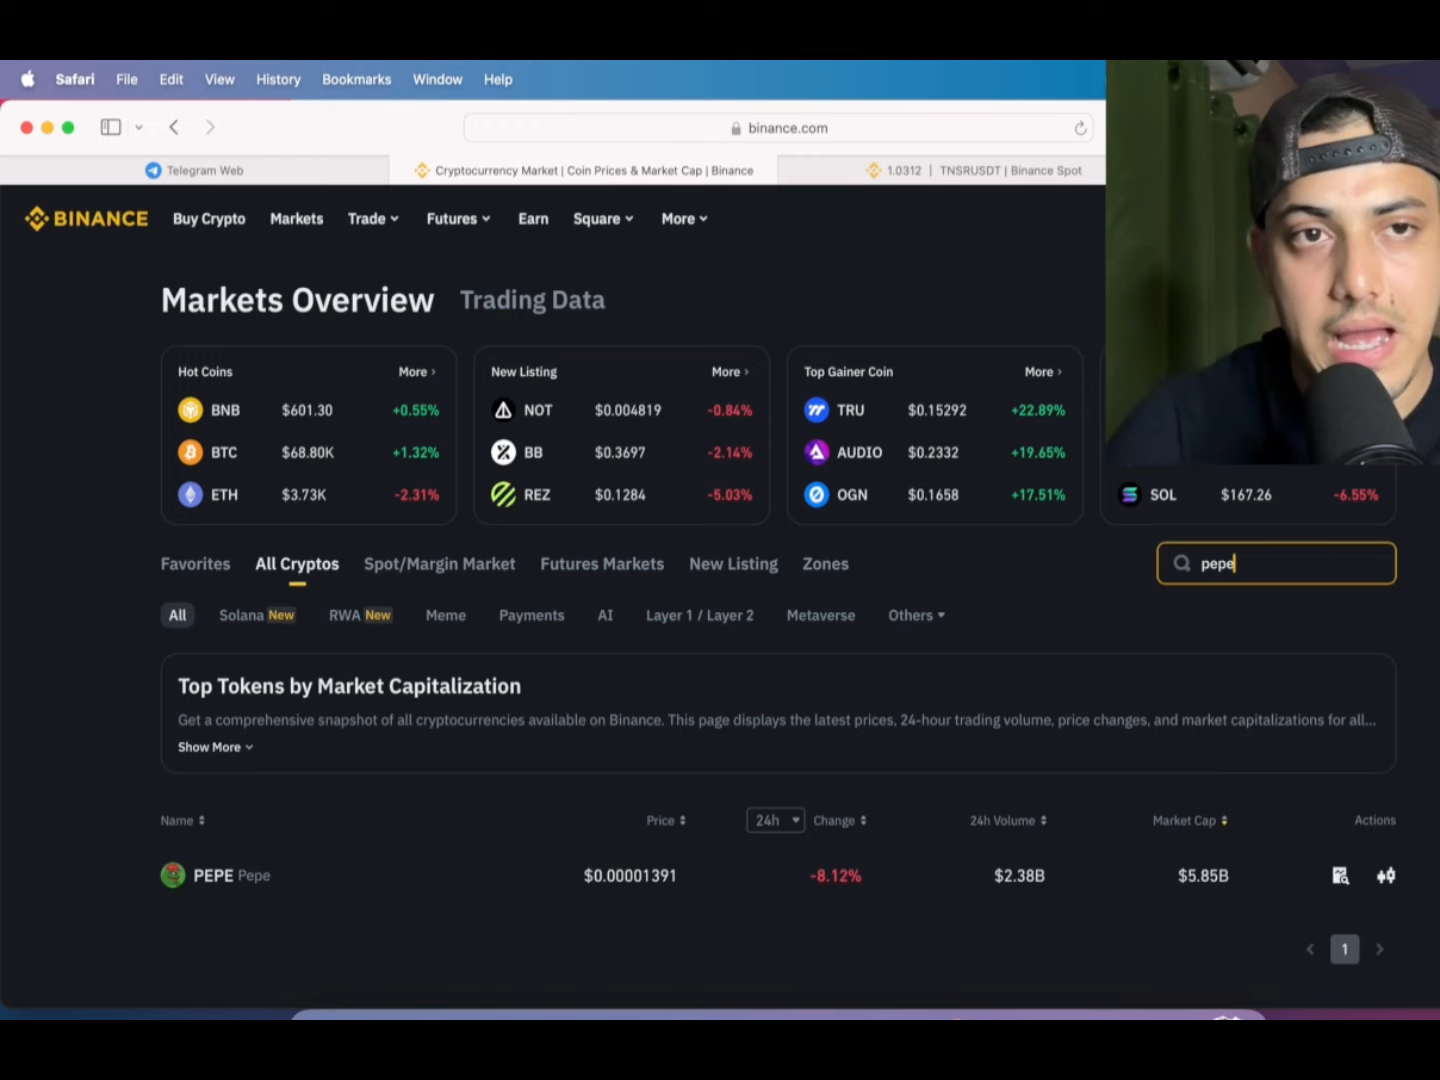 Safari File Edit View History Bookmarks Window Help
binance.com
Telegram Web
Cryptocurrency Market | Coin Prices & Market Cap | Binance
1.0312 | TNSRUSDT | Binance Spot
BINANCE Buy Crypto Markets Trade Futures Earn Square More
Markets Overview Trading Data
Hot Coins More
BNB $601.30 +0.55%
BTC $68.80K +1.32%
ETH $3.73K -2.31%
New Listing More
NOT $0.004819 -0.84%
BB $0.3697 -2.14%
REZ $0.1284 -5.03%
Top Gainer Coin More
TRU $0.15292 +22.89%
AUDIO $0.2332 +19.65%
OGN $0.1658 +17.51%
SOL $167.26 -6.55%
Favorites All Cryptos Spot/Margin Market Futures Markets New Listing Zones
pepe
All Solana New RWA New Meme Payments AI Layer 1 / Layer 2 Metaverse Others
Top Tokens by Market Capitalization
Get a comprehensive snapshot of all cryptocurrencies available on Binance. This page displays the latest prices, 24-hour trading volume, price changes, and market capitalizations for all...
Show More
Name Price 24h Change 24h Volume Market Cap Actions
PEPE Pepe $0.00001391 -8.12% $2.38B $5.85B
1